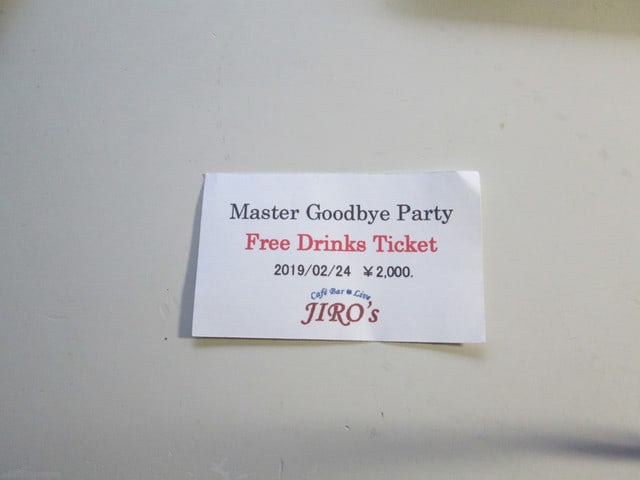 Master Goodbye Party
Free Drinks Ticket
2019/02/24 ¥2,000.
Café Bar & Live
JIRO's